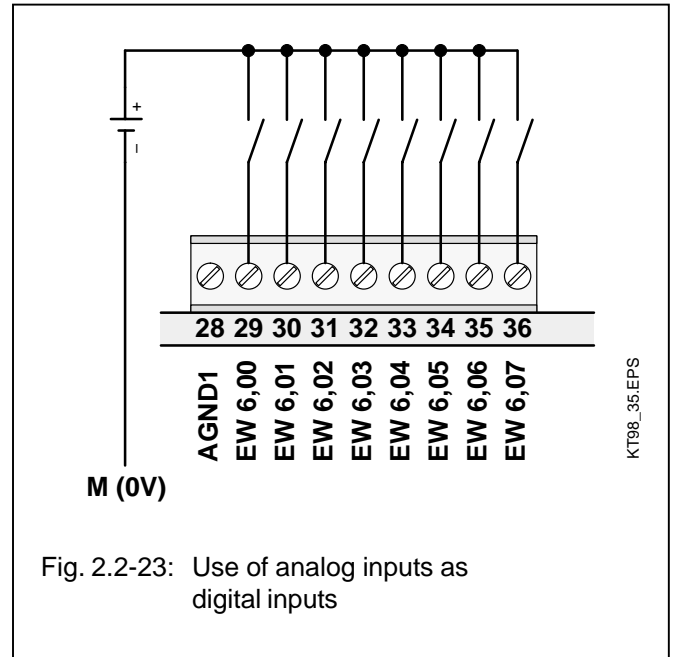 +
–
28 29 30 31 32 33 34 35 36
AGND1
EW 6,00
EW 6,01
EW 6,02
EW 6,03
EW 6,04
EW 6,05
EW 6,06
EW 6,07
KT98_35.EPS
M (0V)
Fig. 2.2-23: Use of analog inputs as
digital inputs